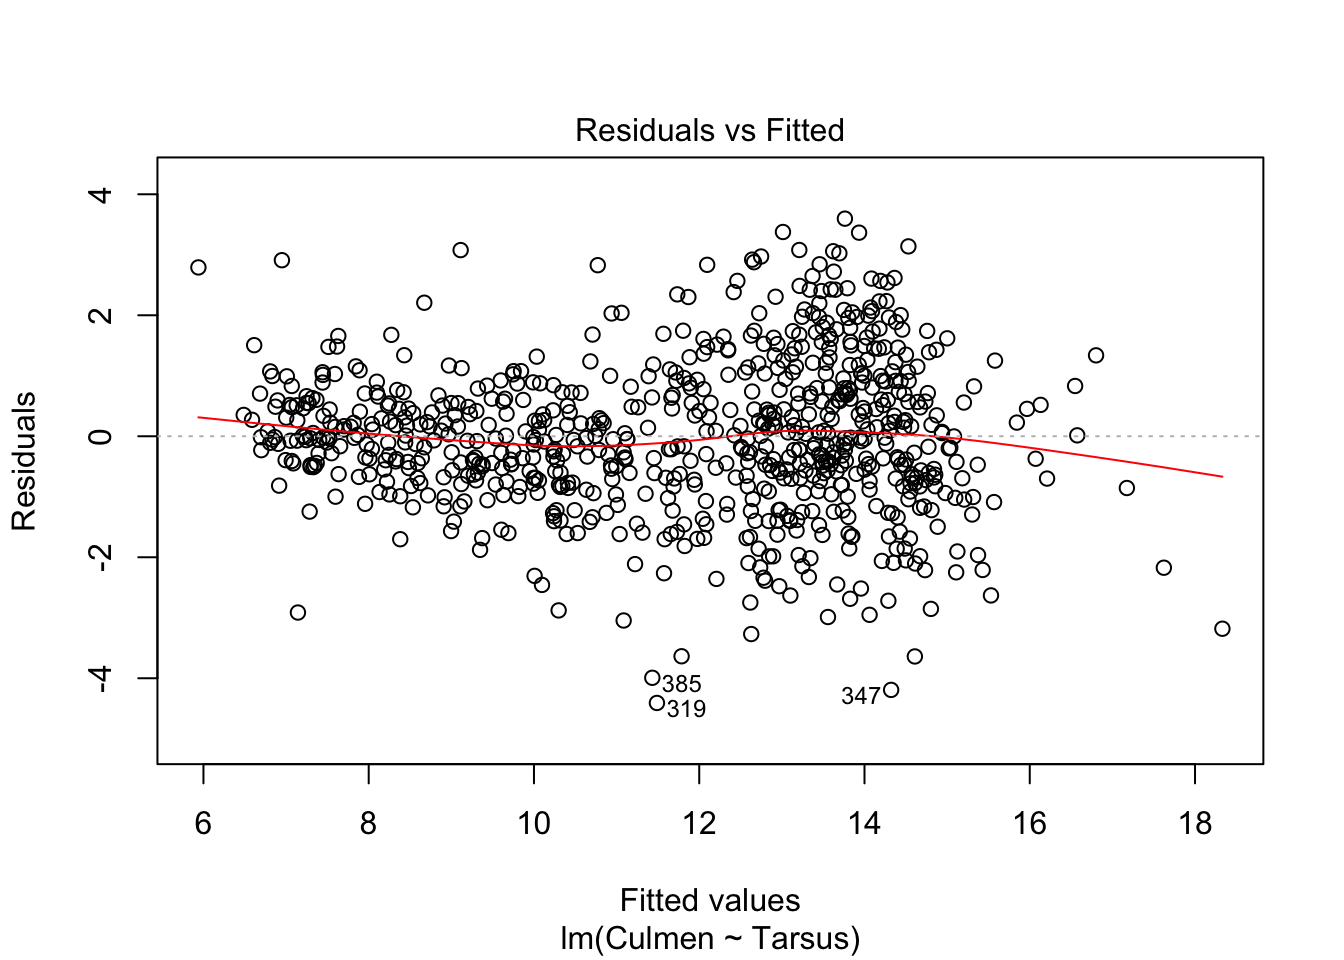 Residuals vs Fitted
Residuals
4
2
0
-2
-4
385
319
347
6 8 10 12 14 16 18
Fitted values
lm(Culmen ~ Tarsus)